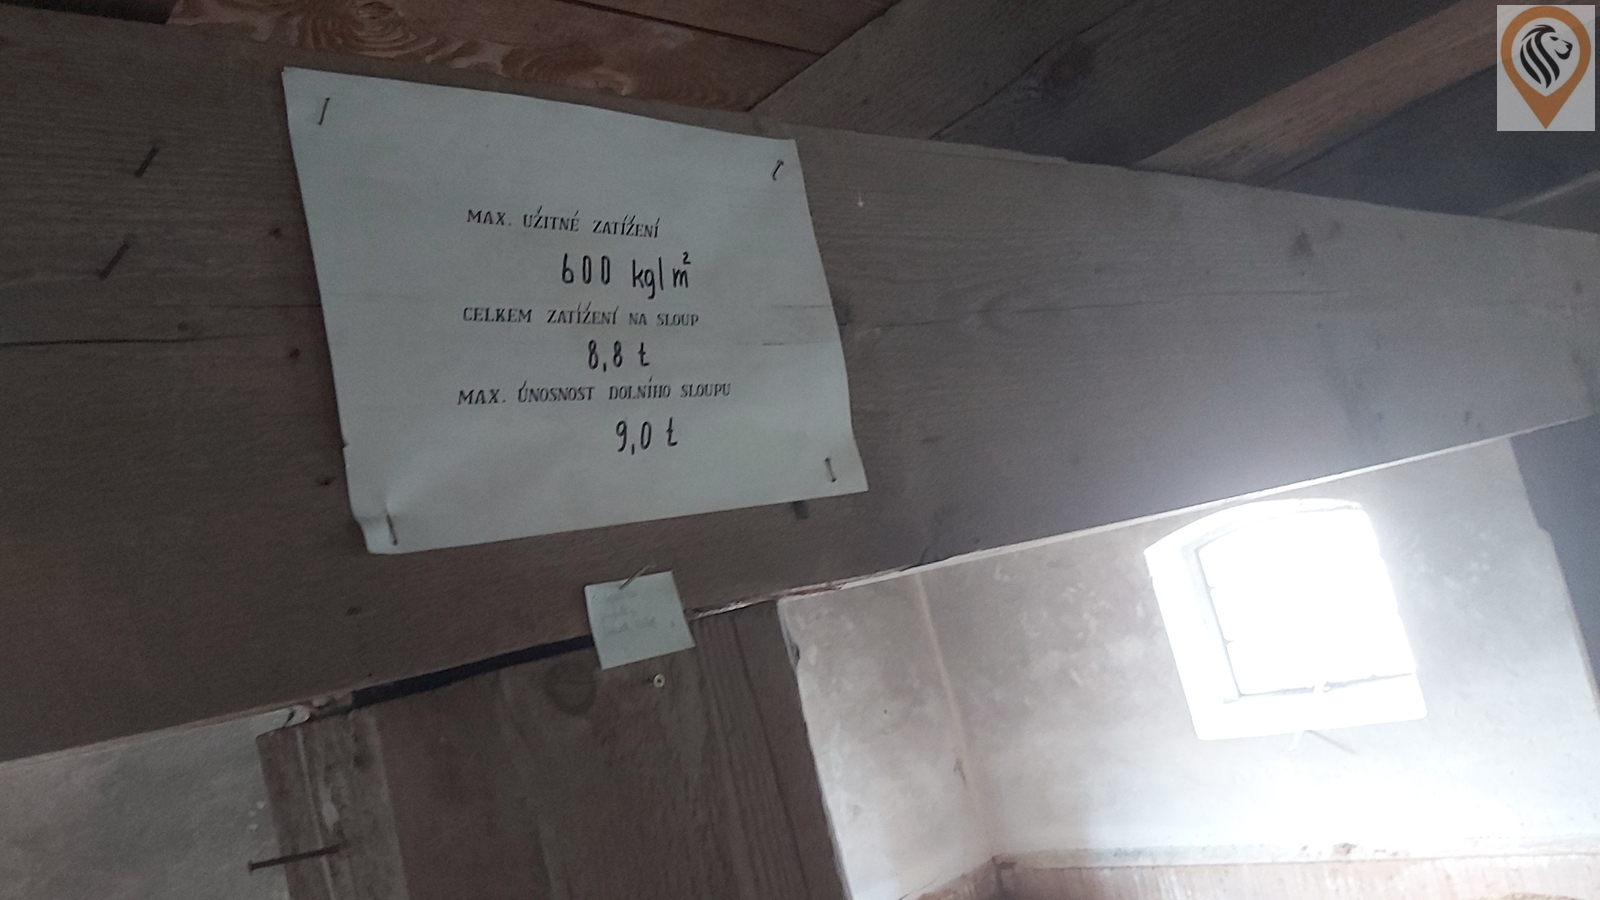 MAX. UŽITNÉ ZATÍŽENÍ
600 kg/m²
CELKEM ZATÍŽENÍ NA SLOUP
8,8 t
MAX. ÚNOSNOST DOLNÍHO SLOUPU
9,0 t